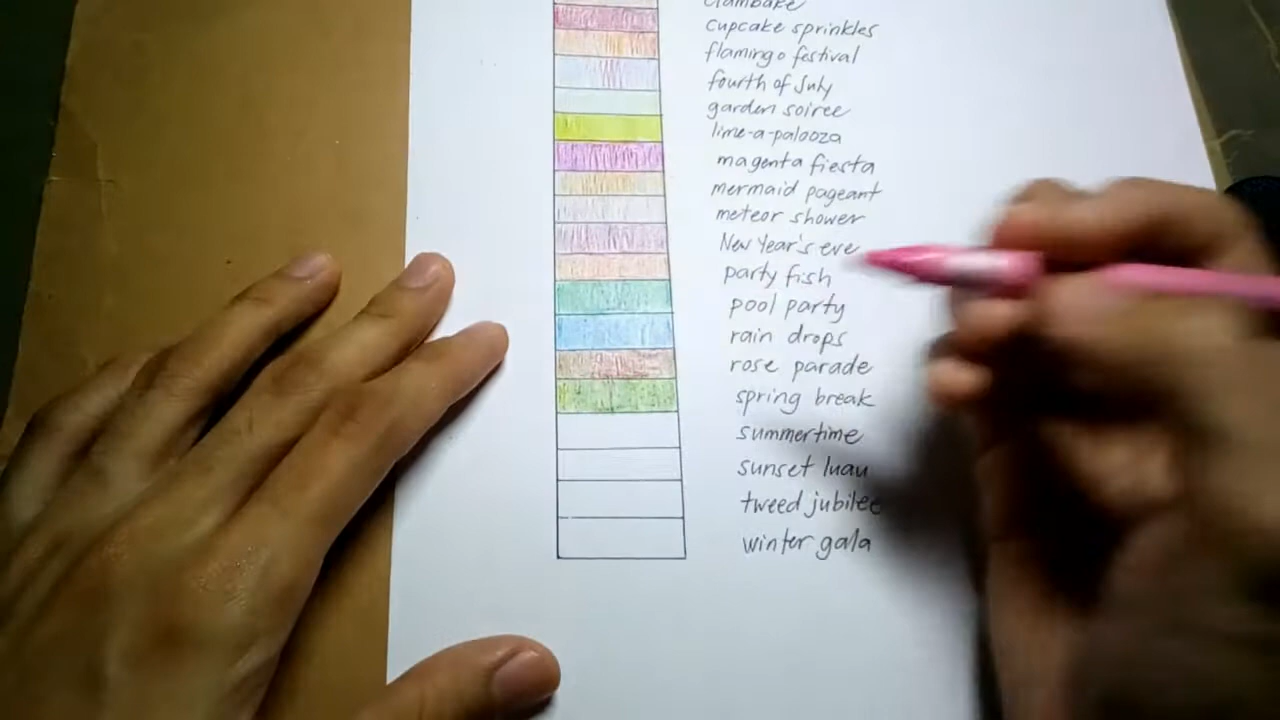 clambake
cupcake sprinkles
flamingo festival
fourth of July
garden soiree
lime-a-palooza
magenta fiesta
mermaid pageant
meteor shower
New Year's eve
party fish
pool party
rain drops
rose parade
spring break
summertime
sunset luau
tweed jubilee
winter gala